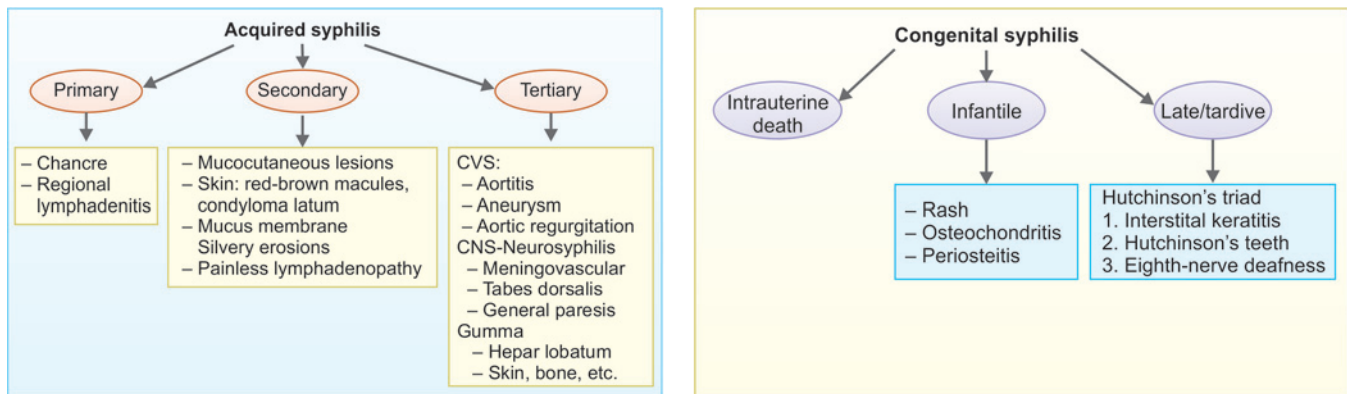 Acquired syphilis
Primary
Secondary
Tertiary
– Chancre
– Regional
lymphadenitis
– Mucocutaneous lesions
– Skin: red-brown macules,
condyloma latum
– Mucus membrane
Silvery erosions
– Painless lymphadenopathy
CVS:
– Aortitis
– Aneurysm
– Aortic regurgitation
CNS-Neurosyphilis
– Meningovascular
– Tabes dorsalis
– General paresis
Gumma
– Hepar lobatum
– Skin, bone, etc.
Congenital syphilis
Intrauterine
death
Infantile
Late/tardive
– Rash
– Osteochondritis
– Periosteitis
Hutchinson's triad
1. Interstital keratitis
2. Hutchinson's teeth
3. Eighth-nerve deafness